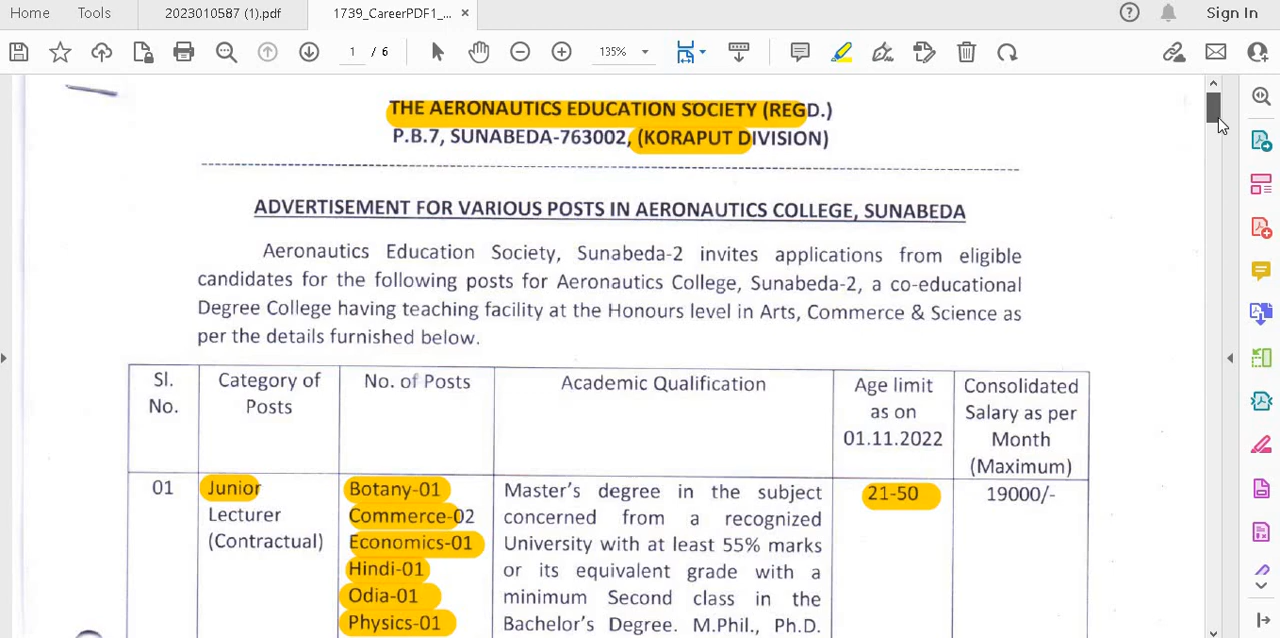 Home Tools 2023010587 (1).pdf 1739_CareerPDF1_... × Sign In
1 / 6 135%
THE AERONAUTICS EDUCATION SOCIETY (REGD.)
P.B.7, SUNABEDA-763002, (KORAPUT DIVISION)
ADVERTISEMENT FOR VARIOUS POSTS IN AERONAUTICS COLLEGE, SUNABEDA
Aeronautics Education Society, Sunabeda-2 invites applications from eligible
candidates for the following posts for Aeronautics College, Sunabeda-2, a co-educational
Degree College having teaching facility at the Honours level in Arts, Commerce & Science as
per the details furnished below.
Sl. No.
Category of Posts
No. of Posts
Academic Qualification
Age limit as on 01.11.2022
Consolidated Salary as per Month (Maximum)
01
Junior
Lecturer
(Contractual)
Botany-01
Commerce-02
Economics-01
Hindi-01
Odia-01
Physics-01
Master's degree in the subject
concerned from a recognized
University with at least 55% marks
or its equivalent grade with a
minimum Second class in the
Bachelor's Degree. M.Phil., Ph.D.
21-50
19000/-